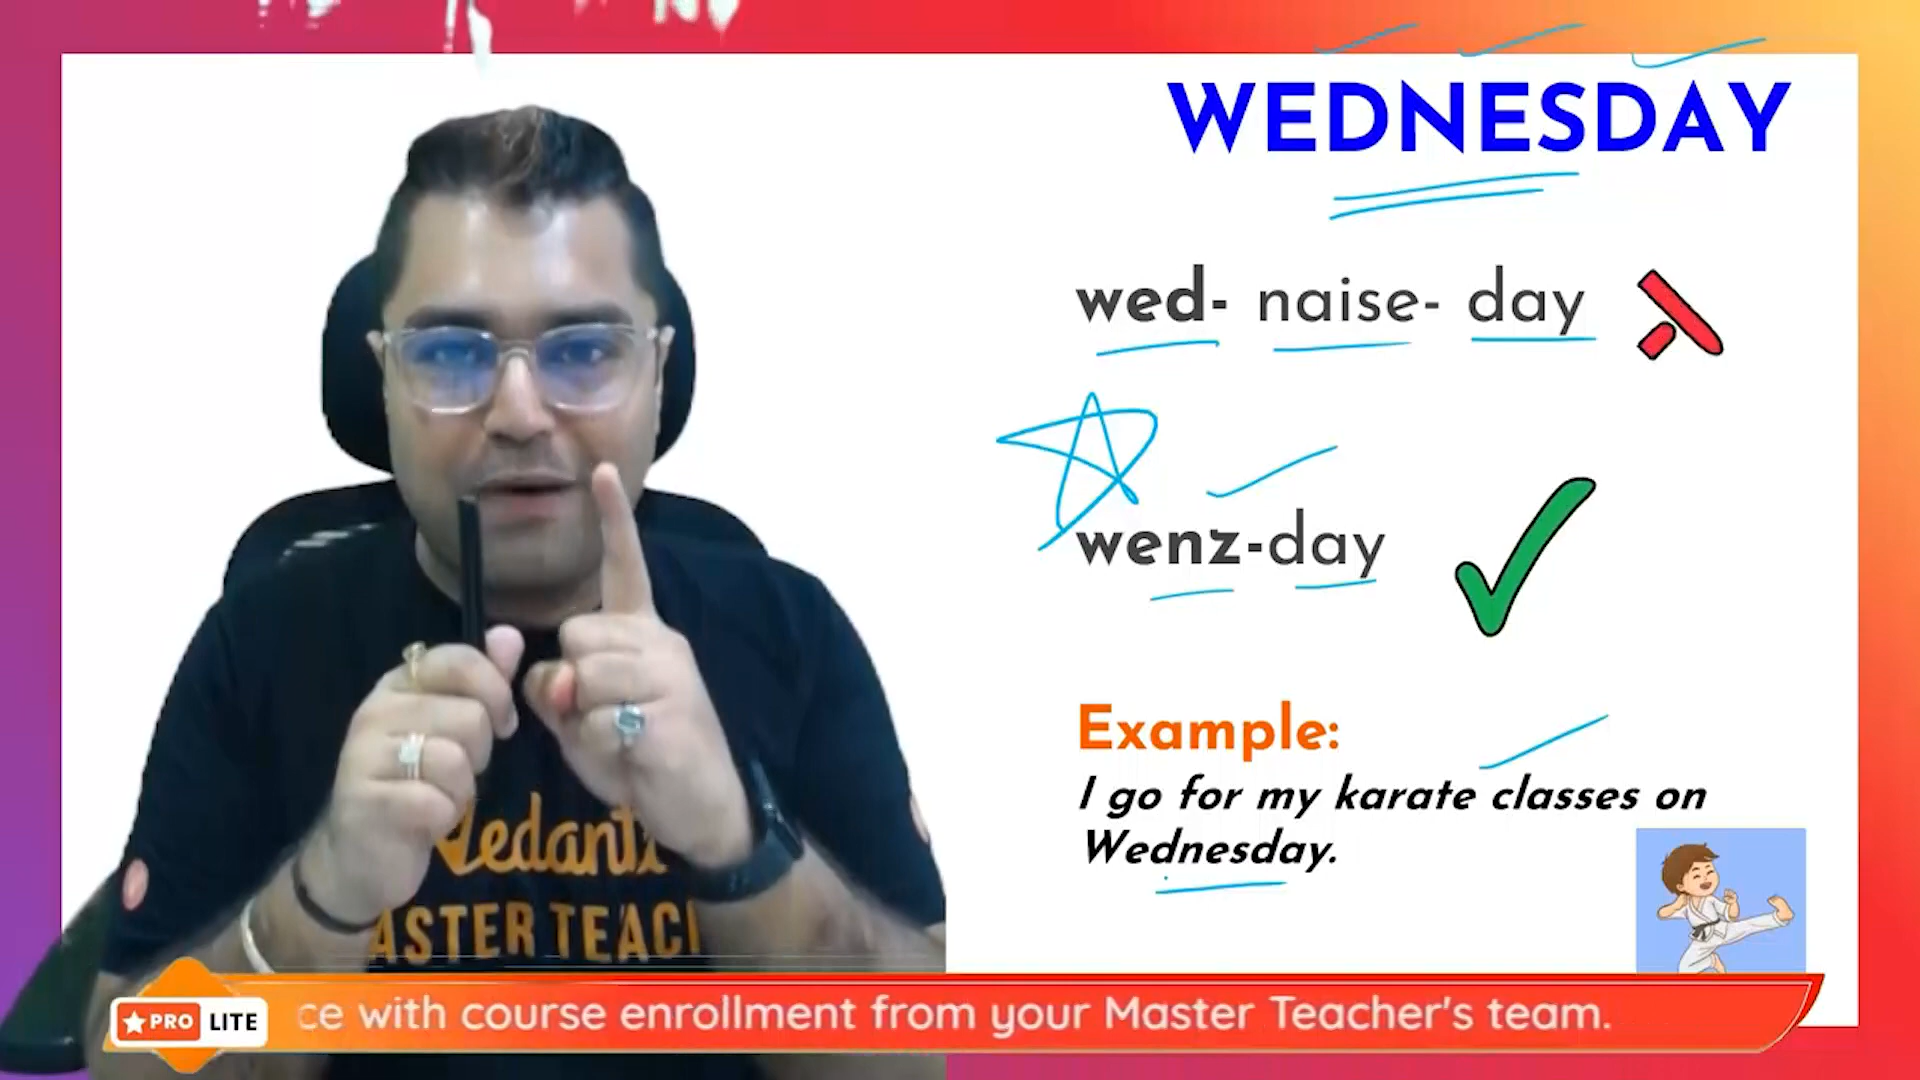 WEDNESDAY
wed- naise- day
wenz-day
Example:
I go for my karate classes on
Wednesday.
Vedantu
MASTER TEACH
PRO LITE
ce with course enrollment from your Master Teacher's team.